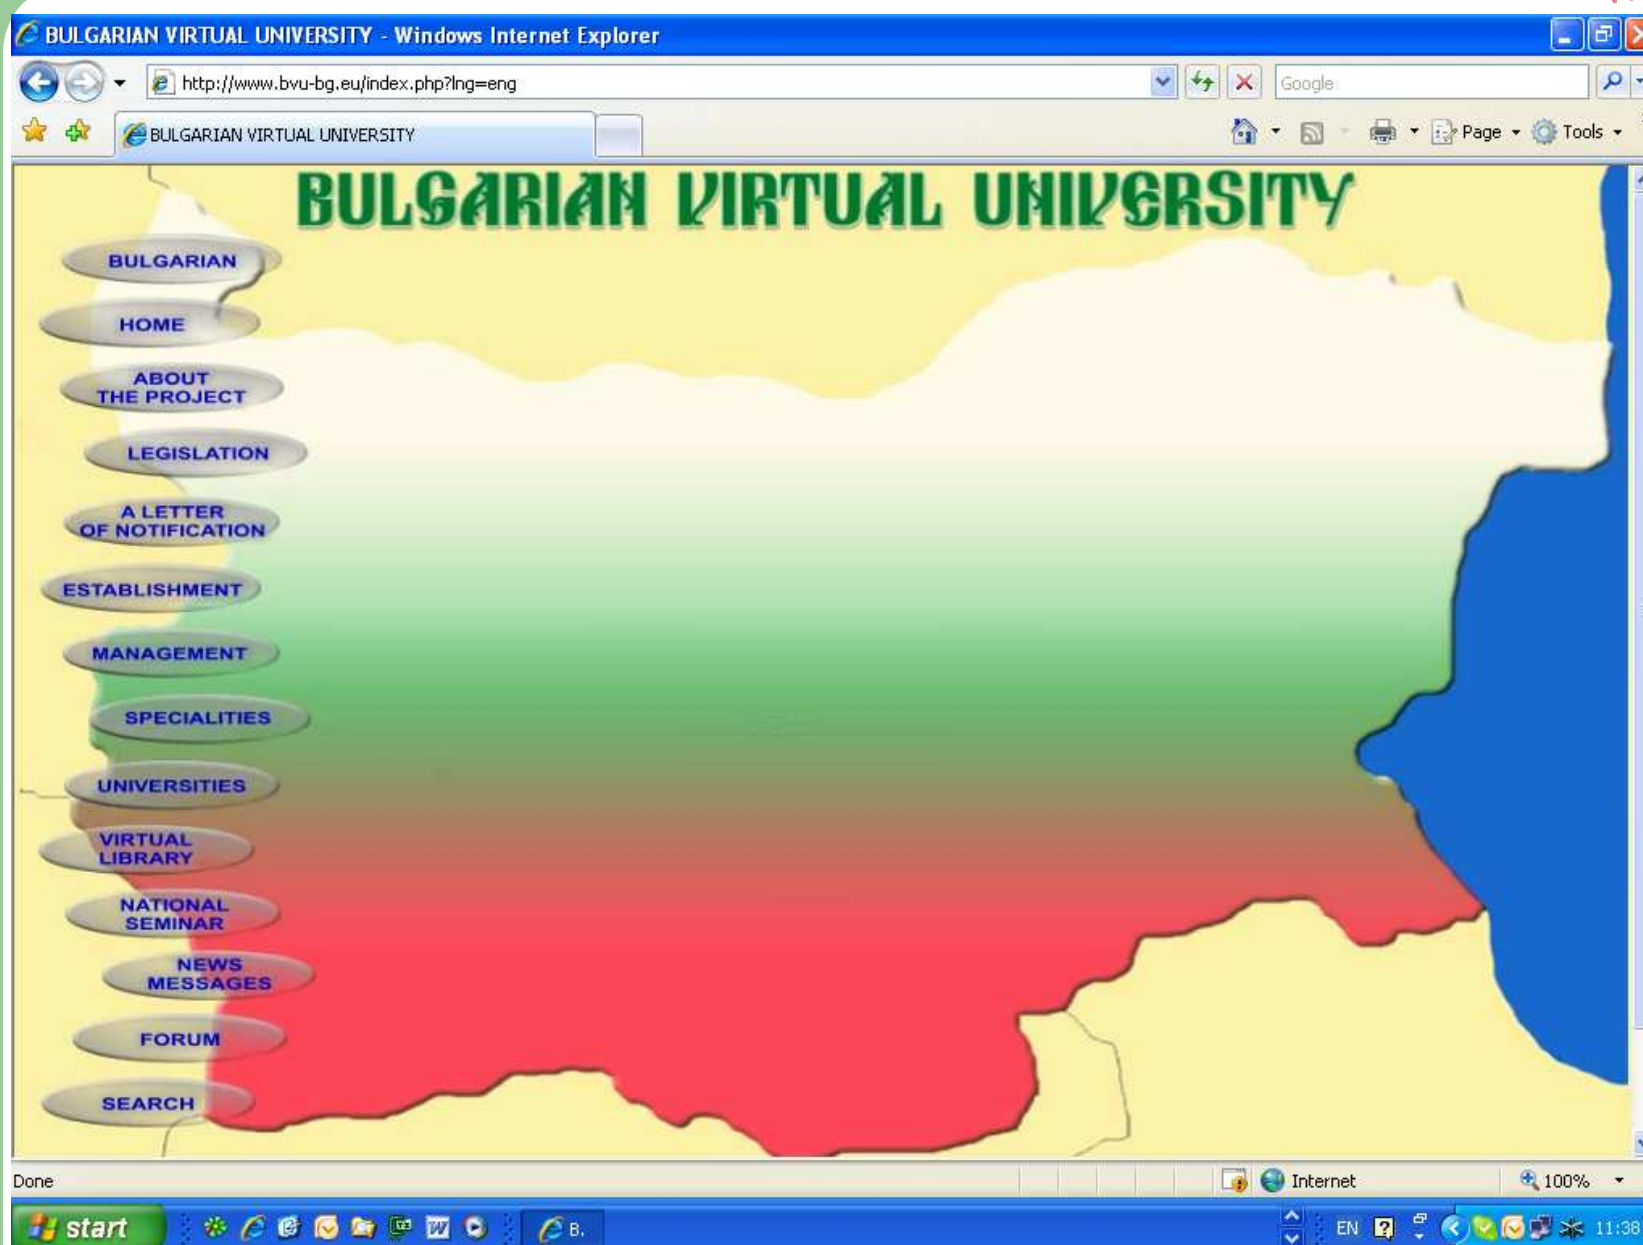 BULGARIAN VIRTUAL UNIVERSITY - Windows Internet Explorer
http://www.bvu-bg.eu/index.php?lng=eng
Google
BULGARIAN VIRTUAL UNIVERSITY
Page
Tools
BULGARIAN VIRTUAL UNIVERSITY
BULGARIAN
HOME
ABOUT
THE PROJECT
LEGISLATION
A LETTER
OF NOTIFICATION
ESTABLISHMENT
MANAGEMENT
SPECIALITIES
UNIVERSITIES
VIRTUAL
LIBRARY
NATIONAL
SEMINAR
NEWS
MESSAGES
FORUM
SEARCH
Done
Internet
100%
start
B.
EN
11:38